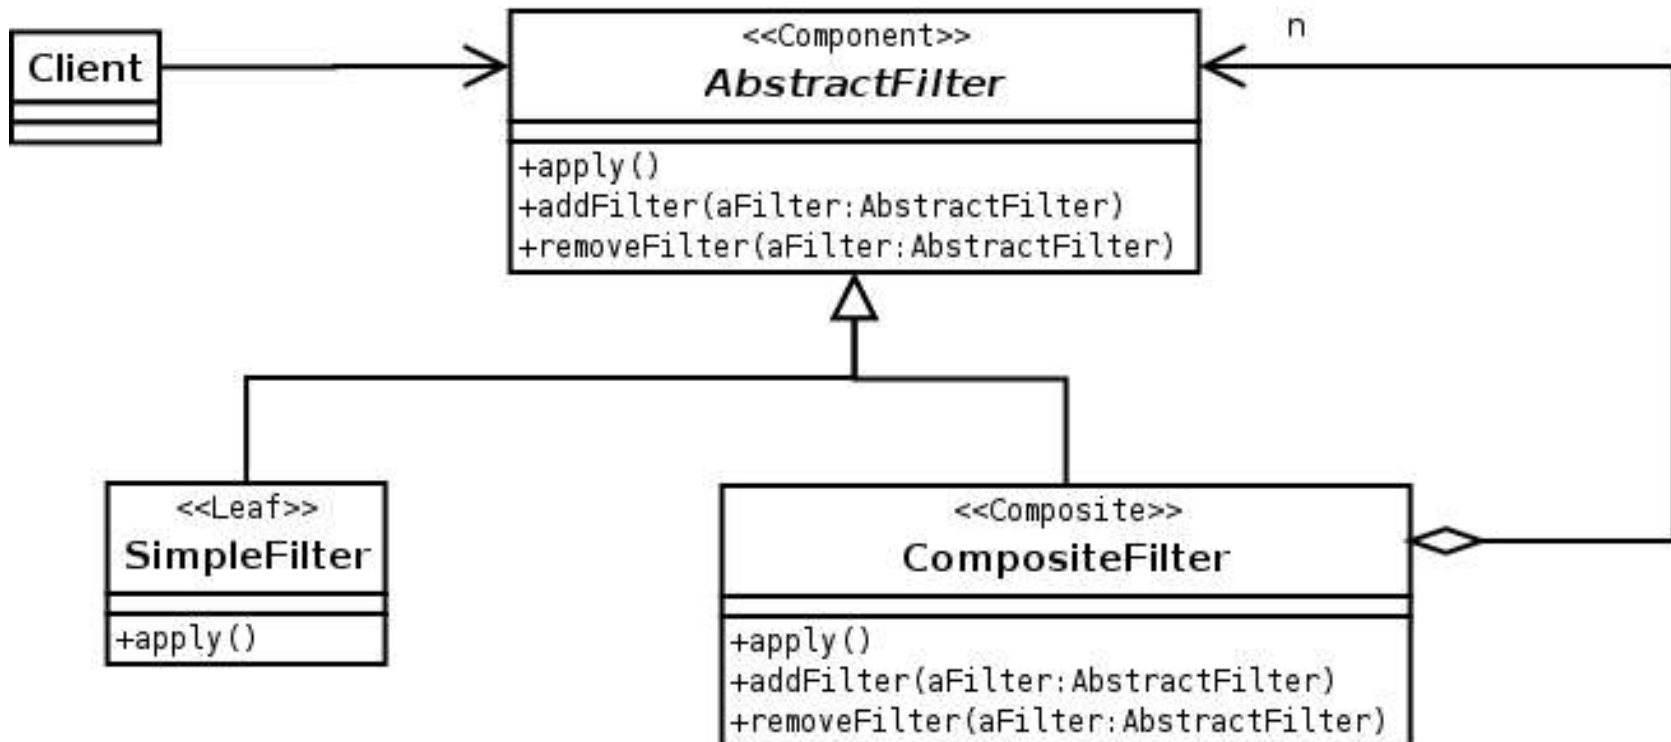 Client
<<Component>>
AbstractFilter
n
+apply()
+addFilter(aFilter:AbstractFilter)
+removeFilter(aFilter:AbstractFilter)
<<Leaf>>
SimpleFilter
+apply()
<<Composite>>
CompositeFilter
+apply()
+addFilter(aFilter:AbstractFilter)
+removeFilter(aFilter:AbstractFilter)